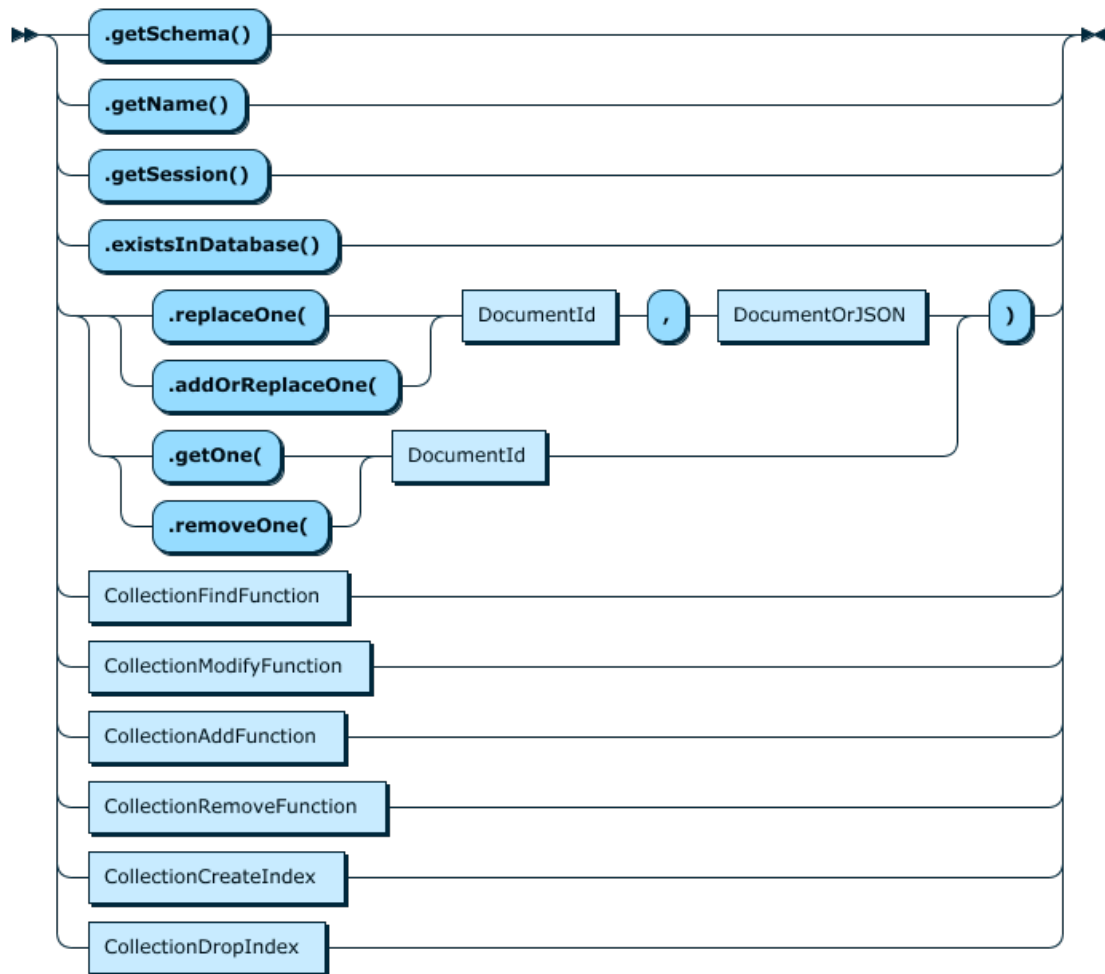 .getSchema()
.getName()
.getSession()
.existsInDatabase()
.replaceOne( DocumentId , DocumentOrJSON )
.addOrReplaceOne(
.getOne( DocumentId
.removeOne(
CollectionFindFunction
CollectionModifyFunction
CollectionAddFunction
CollectionRemoveFunction
CollectionCreateIndex
CollectionDropIndex